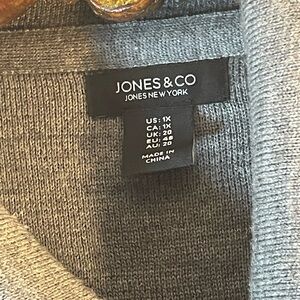 JONES & CO
JONES NEW YORK
US: 1X
CA: 1X
UK: 20
EU: 48
AU: 20
MADE IN
CHINA